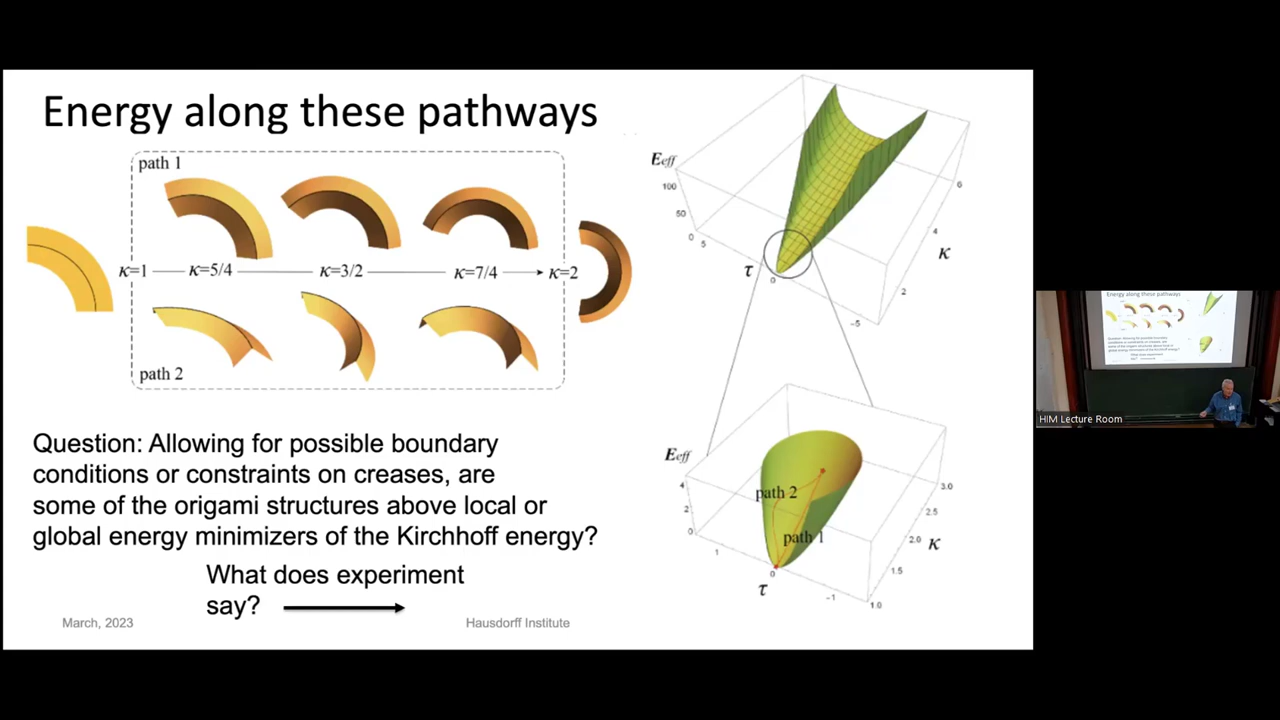 Energy along these pathways
path 1
κ=1
κ=5/4
κ=3/2
κ=7/4
κ=2
path 2
Question: Allowing for possible boundary
conditions or constraints on creases, are
some of the origami structures above local or
global energy minimizers of the Kirchhoff energy?
What does experiment
say?
March, 2023
Hausdorff Institute
Eeff
100
50
0
5
τ
0
-5
2
4
6
κ
Eeff
4
2
0
1
τ
0
-1
1.0
1.5
2.0
2.5
3.0
κ
path 2
path 1
HIM Lecture Room
Energy along these pathways